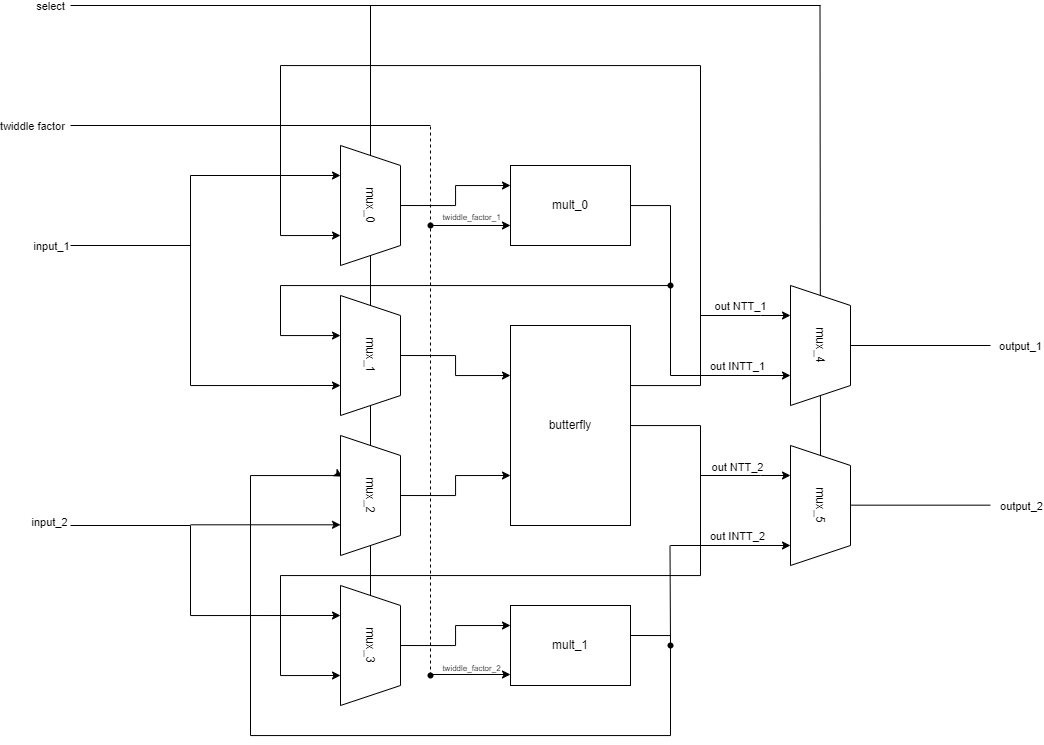 select
twiddle factor
mux_0
mult_0
twiddle_factor_1
input_1
out NTT_1
mux_1
mux_4
output_1
out INTT_1
butterfly
out NTT_2
mux_2
mux_5
output_2
input_2
out INTT_2
mux_3
mult_1
twiddle_factor_2